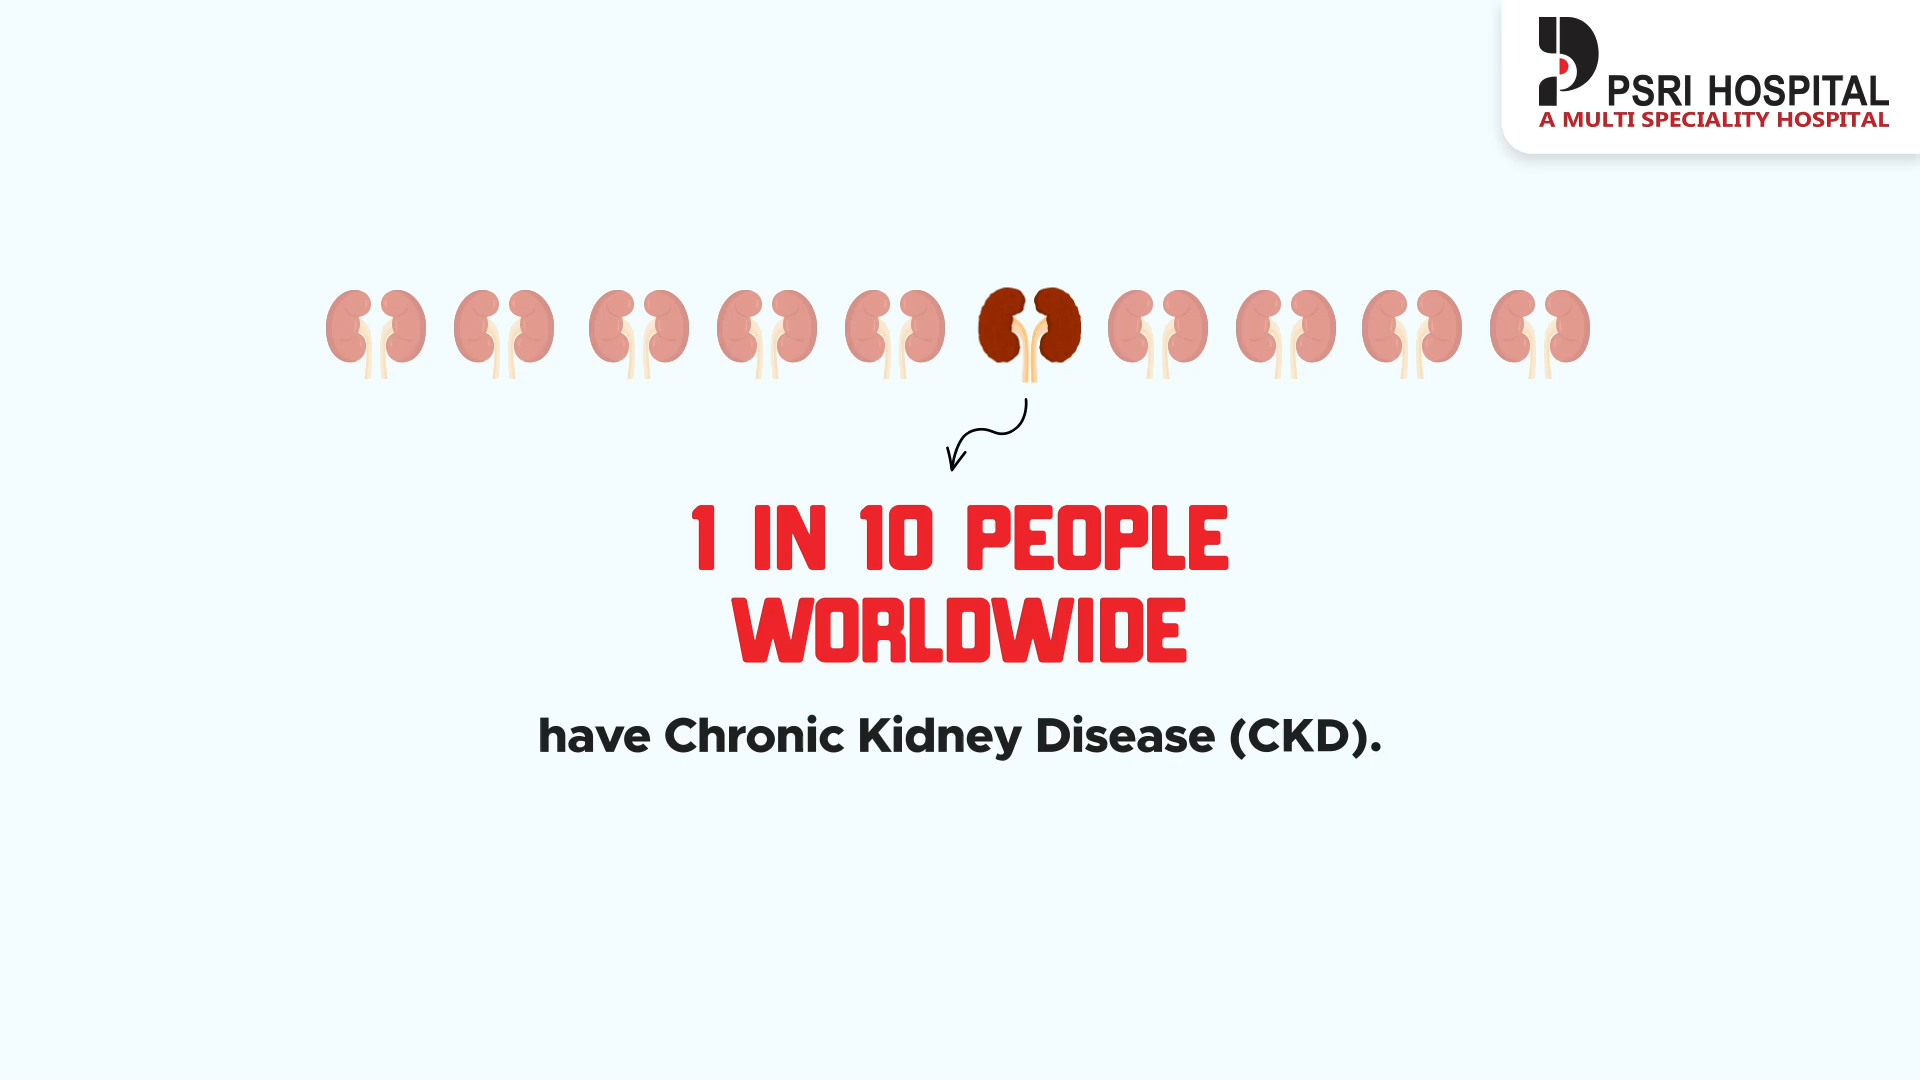 PSRI HOSPITAL
A MULTI SPECIALITY HOSPITAL
1 IN 10 PEOPLE
WORLDWIDE
have Chronic Kidney Disease (CKD).